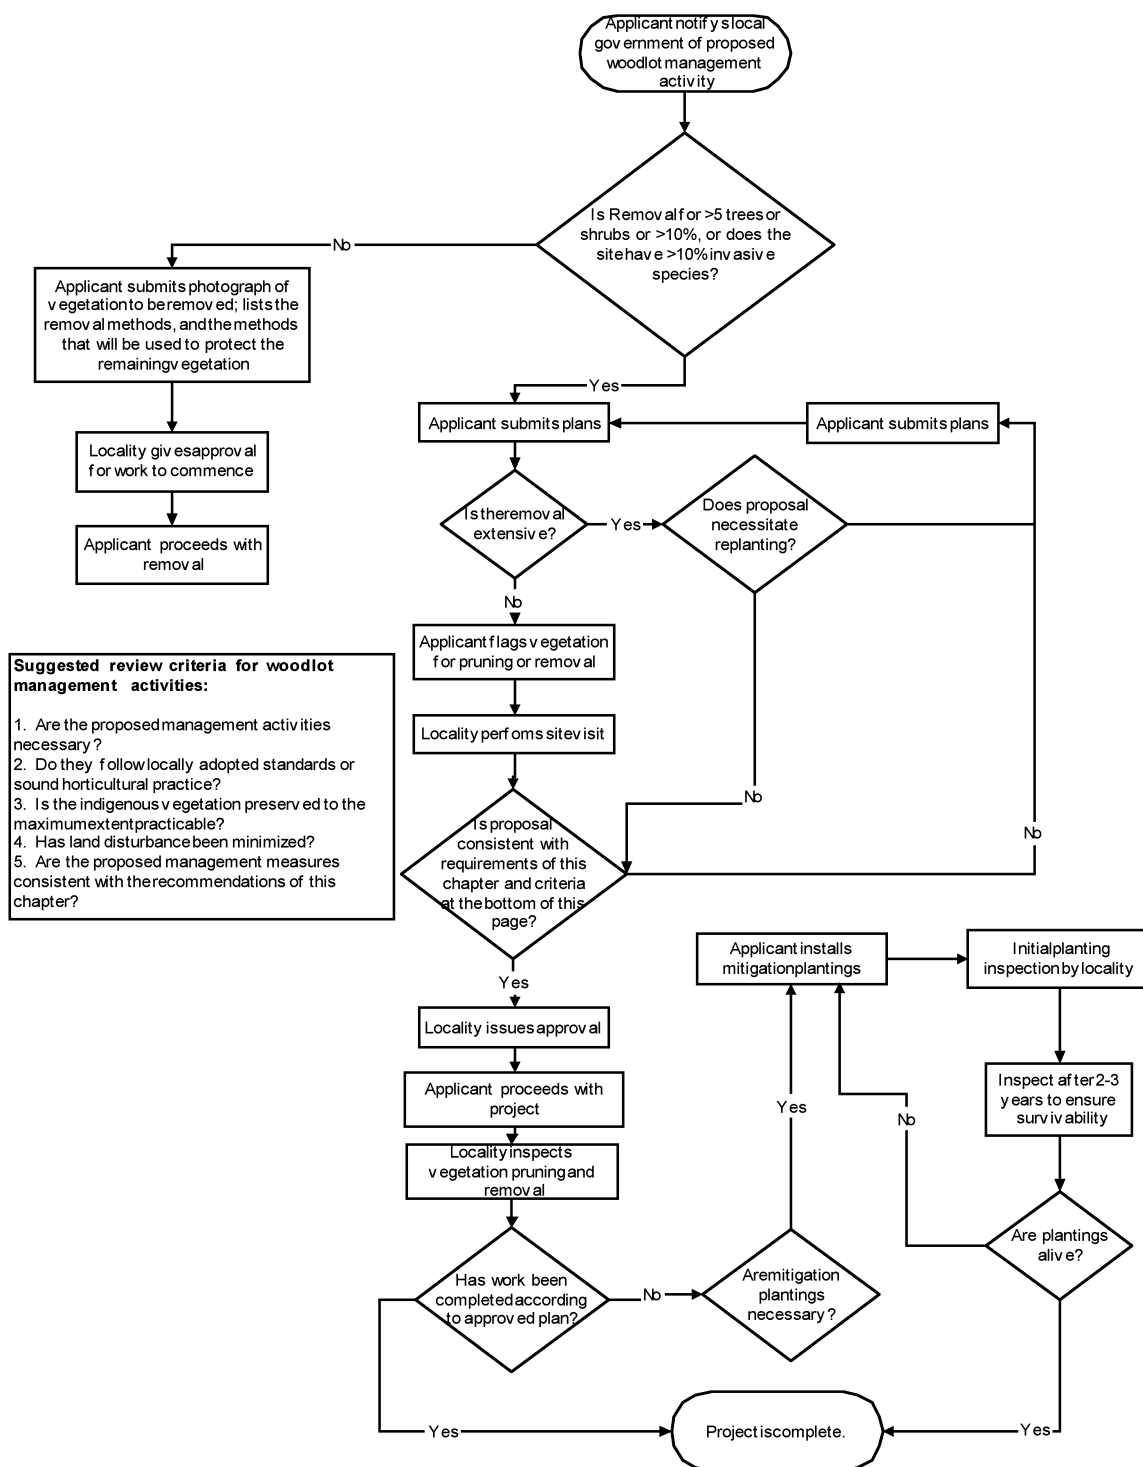 Applicant notifys local
government of proposed
woodlot management
activity
Is Removal for >5 trees or
shrubs or >10%, or does the
site have >10% invasive
species?
No
Applicant submits photograph of
vegetation to be removed; lists the
removal methods, and the methods
that will be used to protect the
remaining vegetation
Yes
Applicant submits plans
Applicant submits plans
Locality gives approval
for work to commence
Is the removal
extensive?
Yes
Does proposal
necessitate
replanting?
Applicant proceeds with
removal
No
Applicant flags vegetation
for pruning or removal
Suggested review criteria for woodlot
management activities:
1. Are the proposed management activities
necessary?
2. Do they follow locally adopted standards or
sound horticultural practice?
3. Is the indigenous vegetation preserved to the
maximum extent practicable?
4. Has land disturbance been minimized?
5. Are the proposed management measures
consistent with the recommendations of this
chapter?
Locality perfoms site visit
No
Is proposal
consistent with
requirements of this
chapter and criteria
at the bottom of this
page?
No
Yes
Applicant installs
mitigation plantings
Initial planting
inspection by locality
Locality issues approval
Applicant proceeds with
project
Yes
No
Inspect after 2-3
years to ensure
survivability
Locality inspects
vegetation pruning and
removal
Are plantings
alive?
Has work been
completed according
to approved plan?
No
Are mitigation
plantings
necessary?
Yes
Project is complete.
Yes